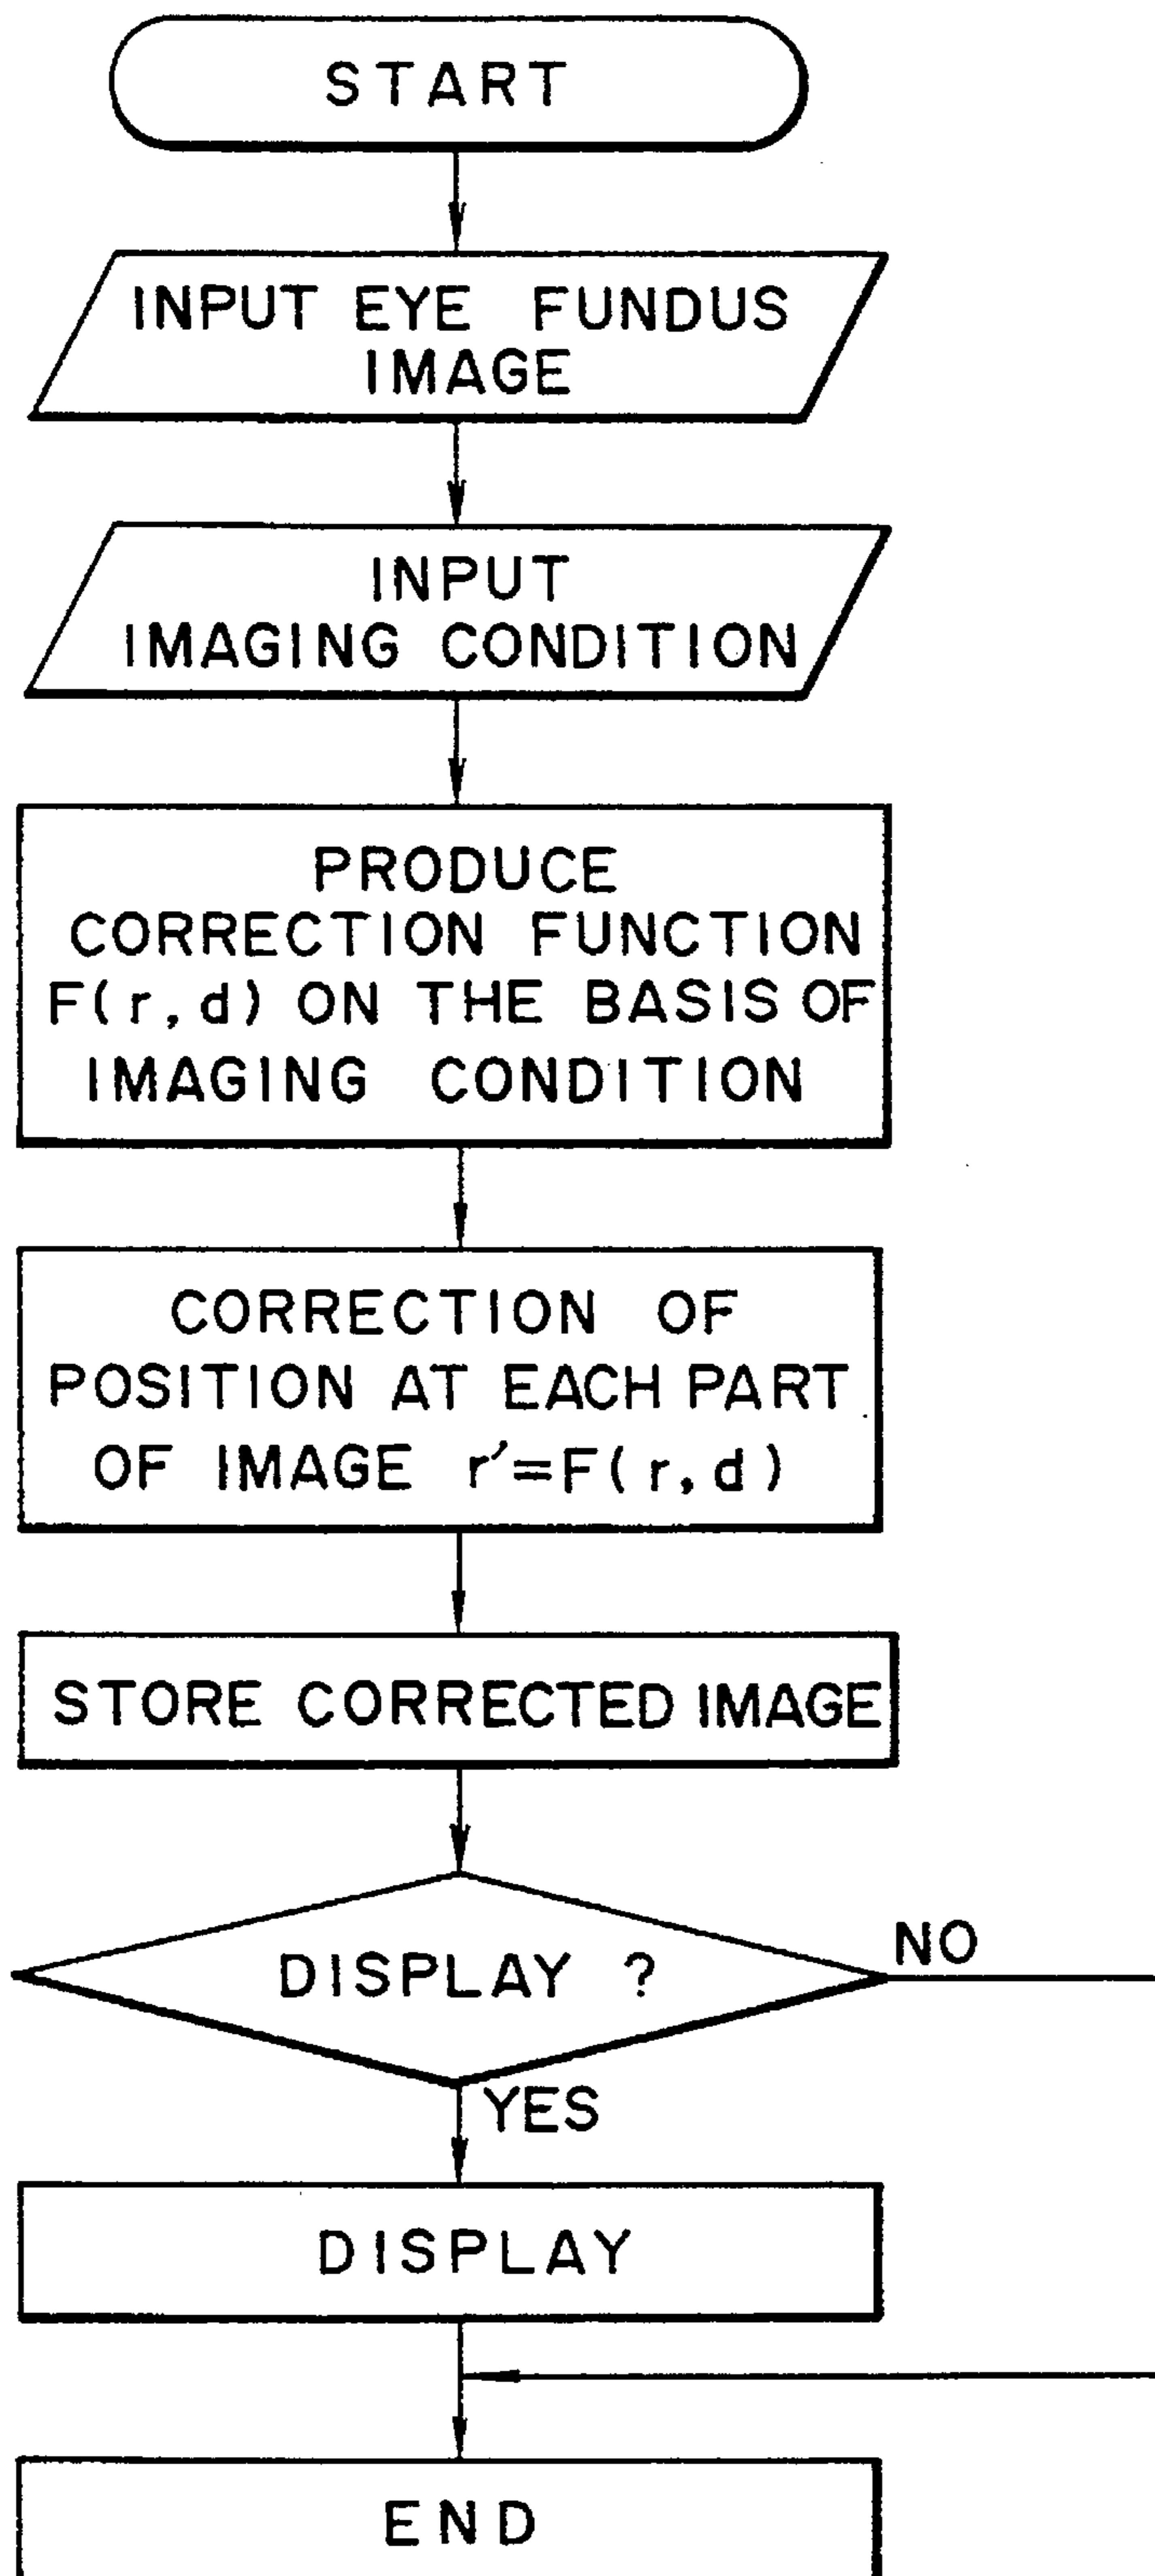 START
INPUT EYE FUNDUS
IMAGE
INPUT
IMAGING CONDITION
PRODUCE
CORRECTION FUNCTION
F(r,d) ON THE BASIS OF
IMAGING CONDITION
CORRECTION OF
POSITION AT EACH PART
OF IMAGE r′=F(r,d)
STORE CORRECTED IMAGE
DISPLAY ?
NO
YES
DISPLAY
END